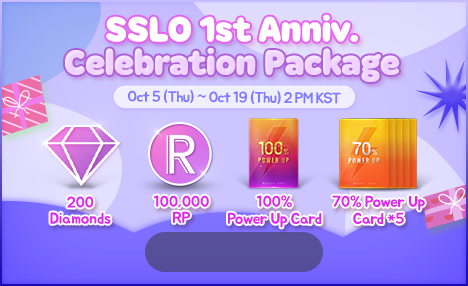 SSLO 1st Anniv.
Celebration Package
Oct 5 (Thu) ~ Oct 19 (Thu) 2 PM KST
R
100%
POWER UP
70%
POWER UP
200
Diamonds
100,000
RP
100%
Power Up Card
70% Power Up
Card *5